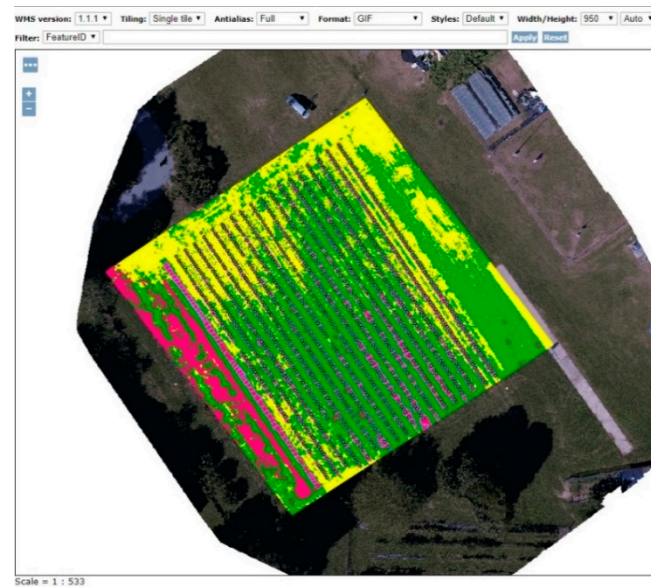 WMS version: 1.1.1 Tiling: Single tile Antialias: Full Format: GIF Styles: Default Width/Height: 950 Auto
Filter: FeatureID Apply Reset
...
+
−
Scale = 1 : 533